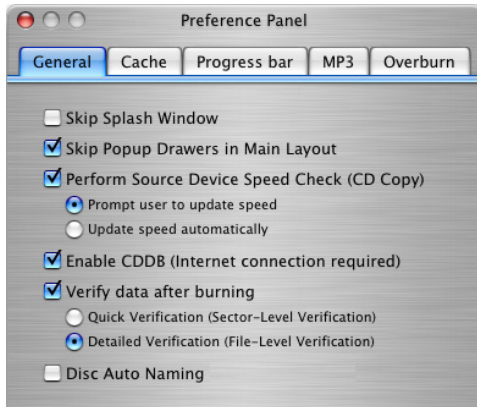 Preference Panel
General Cache Progress bar MP3 Overburn
Skip Splash Window
Skip Popup Drawers in Main Layout
Perform Source Device Speed Check (CD Copy)
Prompt user to update speed
Update speed automatically
Enable CDDB (Internet connection required)
Verify data after burning
Quick Verification (Sector-Level Verification)
Detailed Verification (File-Level Verification)
Disc Auto Naming